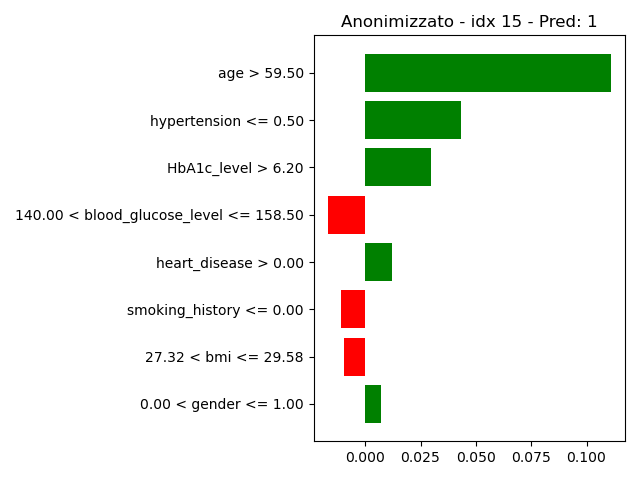 Anonimizzato - idx 15 - Pred: 1
age > 59.50
hypertension <= 0.50
HbA1c_level > 6.20
140.00 < blood_glucose_level <= 158.50
heart_disease > 0.00
smoking_history <= 0.00
27.32 < bmi <= 29.58
0.00 < gender <= 1.00
0.000 0.025 0.050 0.075 0.100